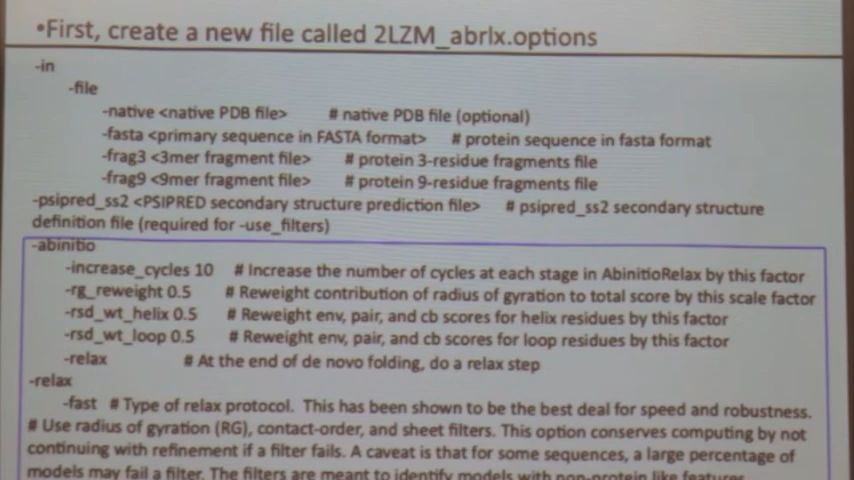 •First, create a new file called 2LZM_abrlx.options
-in
-file
-native <native PDB file> # native PDB file (optional)
-fasta <primary sequence in FASTA format> # protein sequence in fasta format
-frag3 <3mer fragment file> # protein 3-residue fragments file
-frag9 <9mer fragment file> # protein 9-residue fragments file
-psipred_ss2 <PSIPRED secondary structure prediction file> # psipred_ss2 secondary structure
definition file (required for -use_filters)
-abinitio
-increase_cycles 10 # Increase the number of cycles at each stage in AbinitioRelax by this factor
-rg_reweight 0.5 # Reweight contribution of radius of gyration to total score by this scale factor
-rsd_wt_helix 0.5 # Reweight env, pair, and cb scores for helix residues by this factor
-rsd_wt_loop 0.5 # Reweight env, pair, and cb scores for loop residues by this factor
-relax # At the end of de novo folding, do a relax step
-relax
-fast # Type of relax protocol. This has been shown to be the best deal for speed and robustness.
# Use radius of gyration (RG), contact-order, and sheet filters. This option conserves computing by not
continuing with refinement if a filter fails. A caveat is that for some sequences, a large percentage of
models may fail a filter. The filters are meant to identify models with non-protein like features